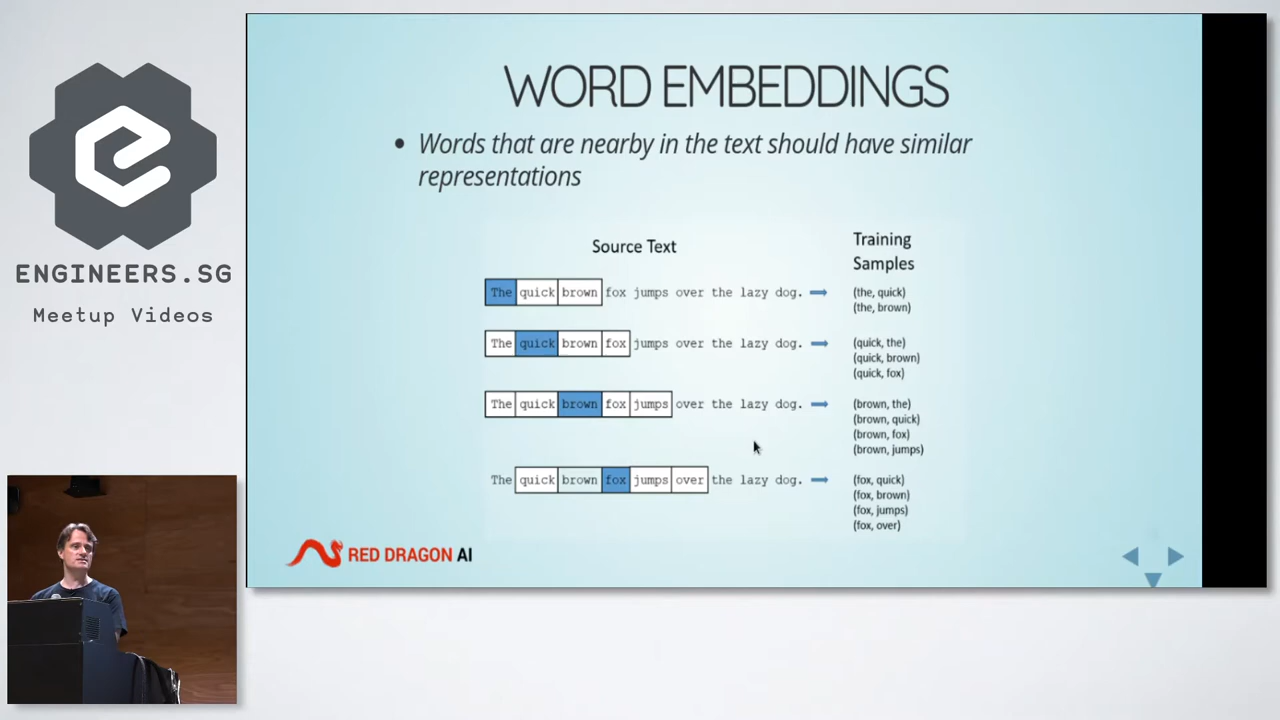 ENGINEERS.SG
Meetup Videos
WORD EMBEDDINGS
• Words that are nearby in the text should have similar
representations
Source Text
Training
Samples
The quick brown fox jumps over the lazy dog.
(the, quick)
(the, brown)
The quick brown fox jumps over the lazy dog.
(quick, the)
(quick, brown)
(quick, fox)
The quick brown fox jumps over the lazy dog.
(brown, the)
(brown, quick)
(brown, fox)
(brown, jumps)
The quick brown fox jumps over the lazy dog.
(fox, quick)
(fox, brown)
(fox, jumps)
(fox, over)
RED DRAGON AI